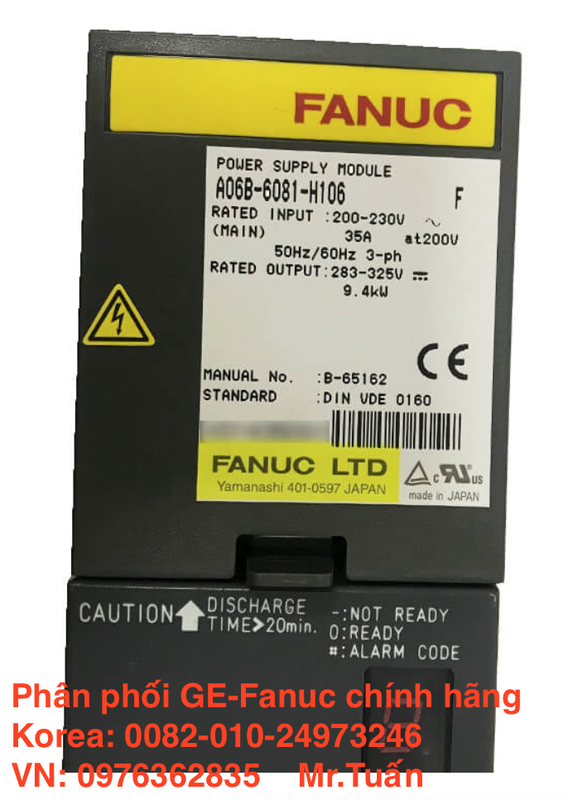 FANUC
POWER SUPPLY MODULE
A06B-6081-H106 F
RATED INPUT :200-230V ~
(MAIN) 35A at200V
50Hz/60Hz 3-ph
RATED OUTPUT:283-325V ⎓
9.4kW
CE
MANUAL No. :B-65162
STANDARD :DIN VDE 0160
FANUC LTD
Yamanashi 401-0597 JAPAN
c UR US
made in JAPAN
CAUTION DISCHARGE TIME>20min.
-:NOT READY
0:READY
#:ALARM CODE
Phân phối GE-Fanuc chính hãng
Korea: 0082-010-24973246
VN: 0976362835 Mr.Tuấn